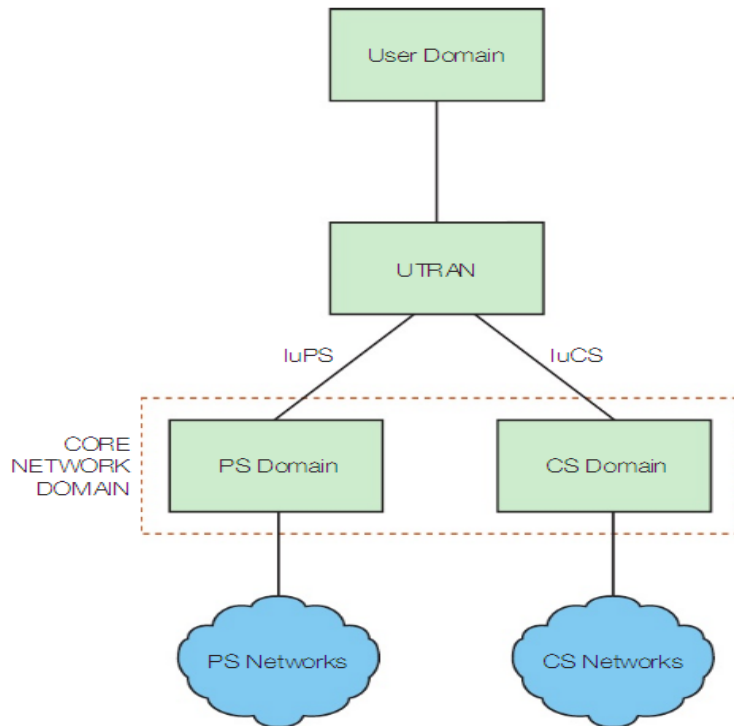 User Domain
UTRAN
IuPS
IuCS
CORE
NETWORK
DOMAIN
PS Domain
CS Domain
PS Networks
CS Networks